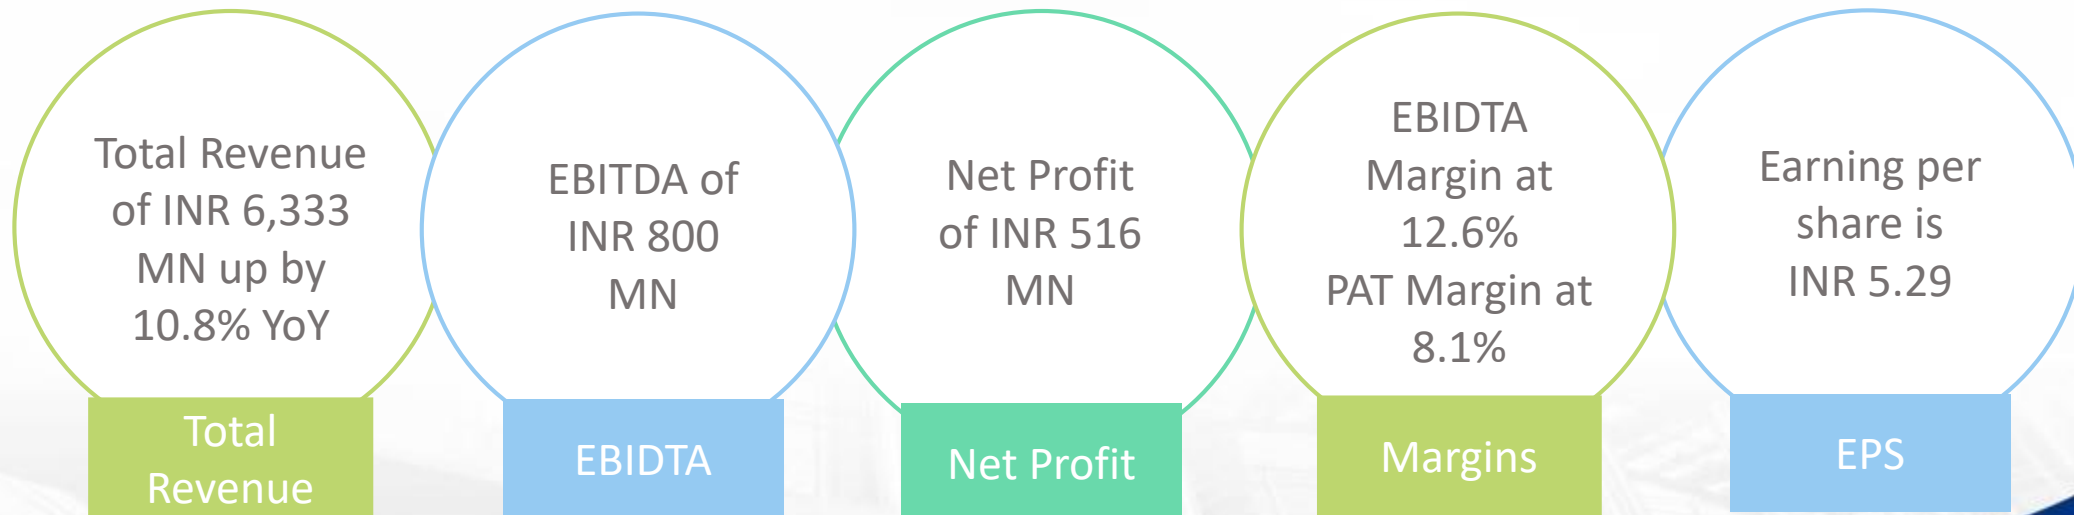 Total Revenue
of INR 6,333
MN up by
10.8% YoY
Total
Revenue
EBITDA of
INR 800
MN
EBIDTA
Net Profit
of INR 516
MN
Net Profit
EBIDTA
Margin at
12.6%
PAT Margin at
8.1%
Margins
Earning per
share is
INR 5.29
EPS